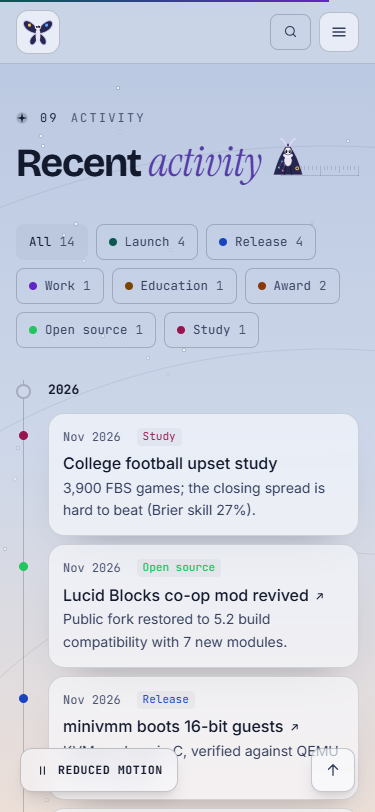 09 ACTIVITY
Recent activity
All 14
Launch 4
Release 4
Work 1
Education 1
Award 2
Open source 1
Study 1
2026
Nov 2026 Study
College football upset study
3,900 FBS games; the closing spread is
hard to beat (Brier skill 27%).
Nov 2026 Open source
Lucid Blocks co-op mod revived ↗
Public fork restored to 5.2 build
compatibility with 7 new modules.
Nov 2026 Release
minivmm boots 16-bit guests ↗
C, verified against QEMU
REDUCED MOTION